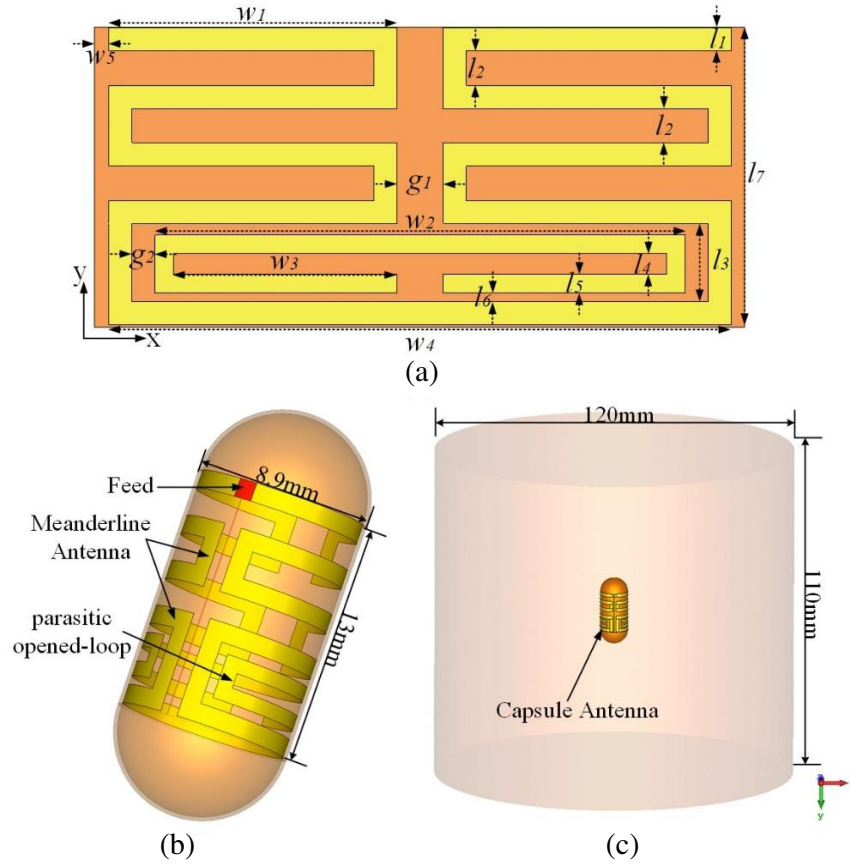 w1
l1
w5
l2
l2
g1
l7
w2
g2
w3
l4
l3
l5
l6
y
x
w4
(a)
120mm
Feed
8.9mm
Meanderline
Antenna
parasitic
opened-loop
13mm
110mm
Capsule Antenna
y
(b)
(c)